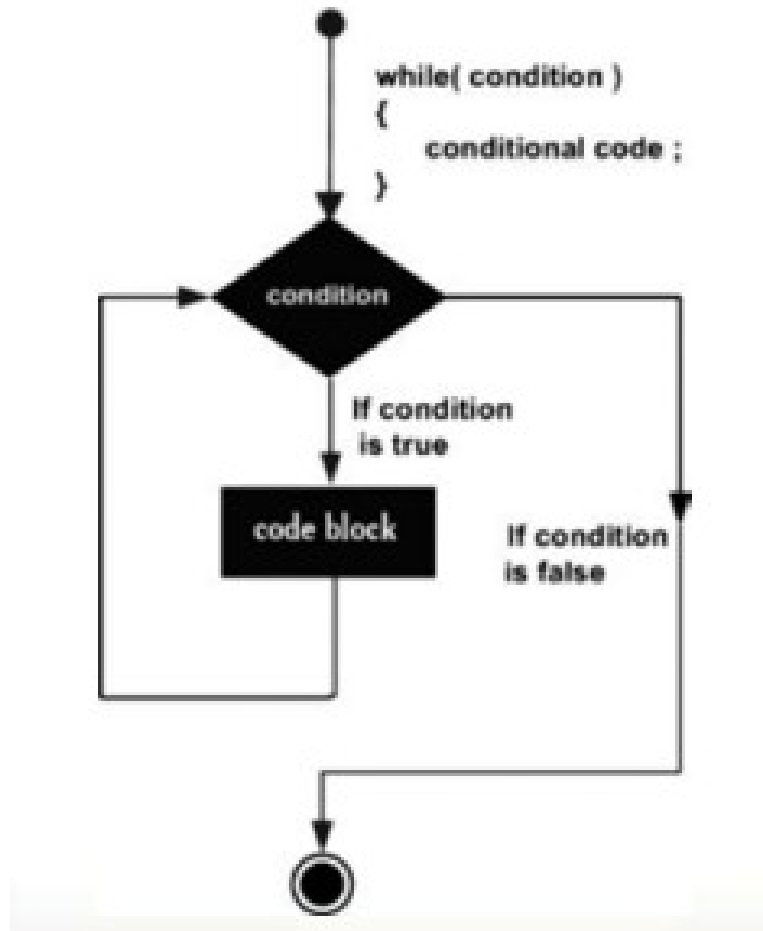 while( condition )
{
conditional code ;
}
condition
If condition
is true
code block
If condition
is false